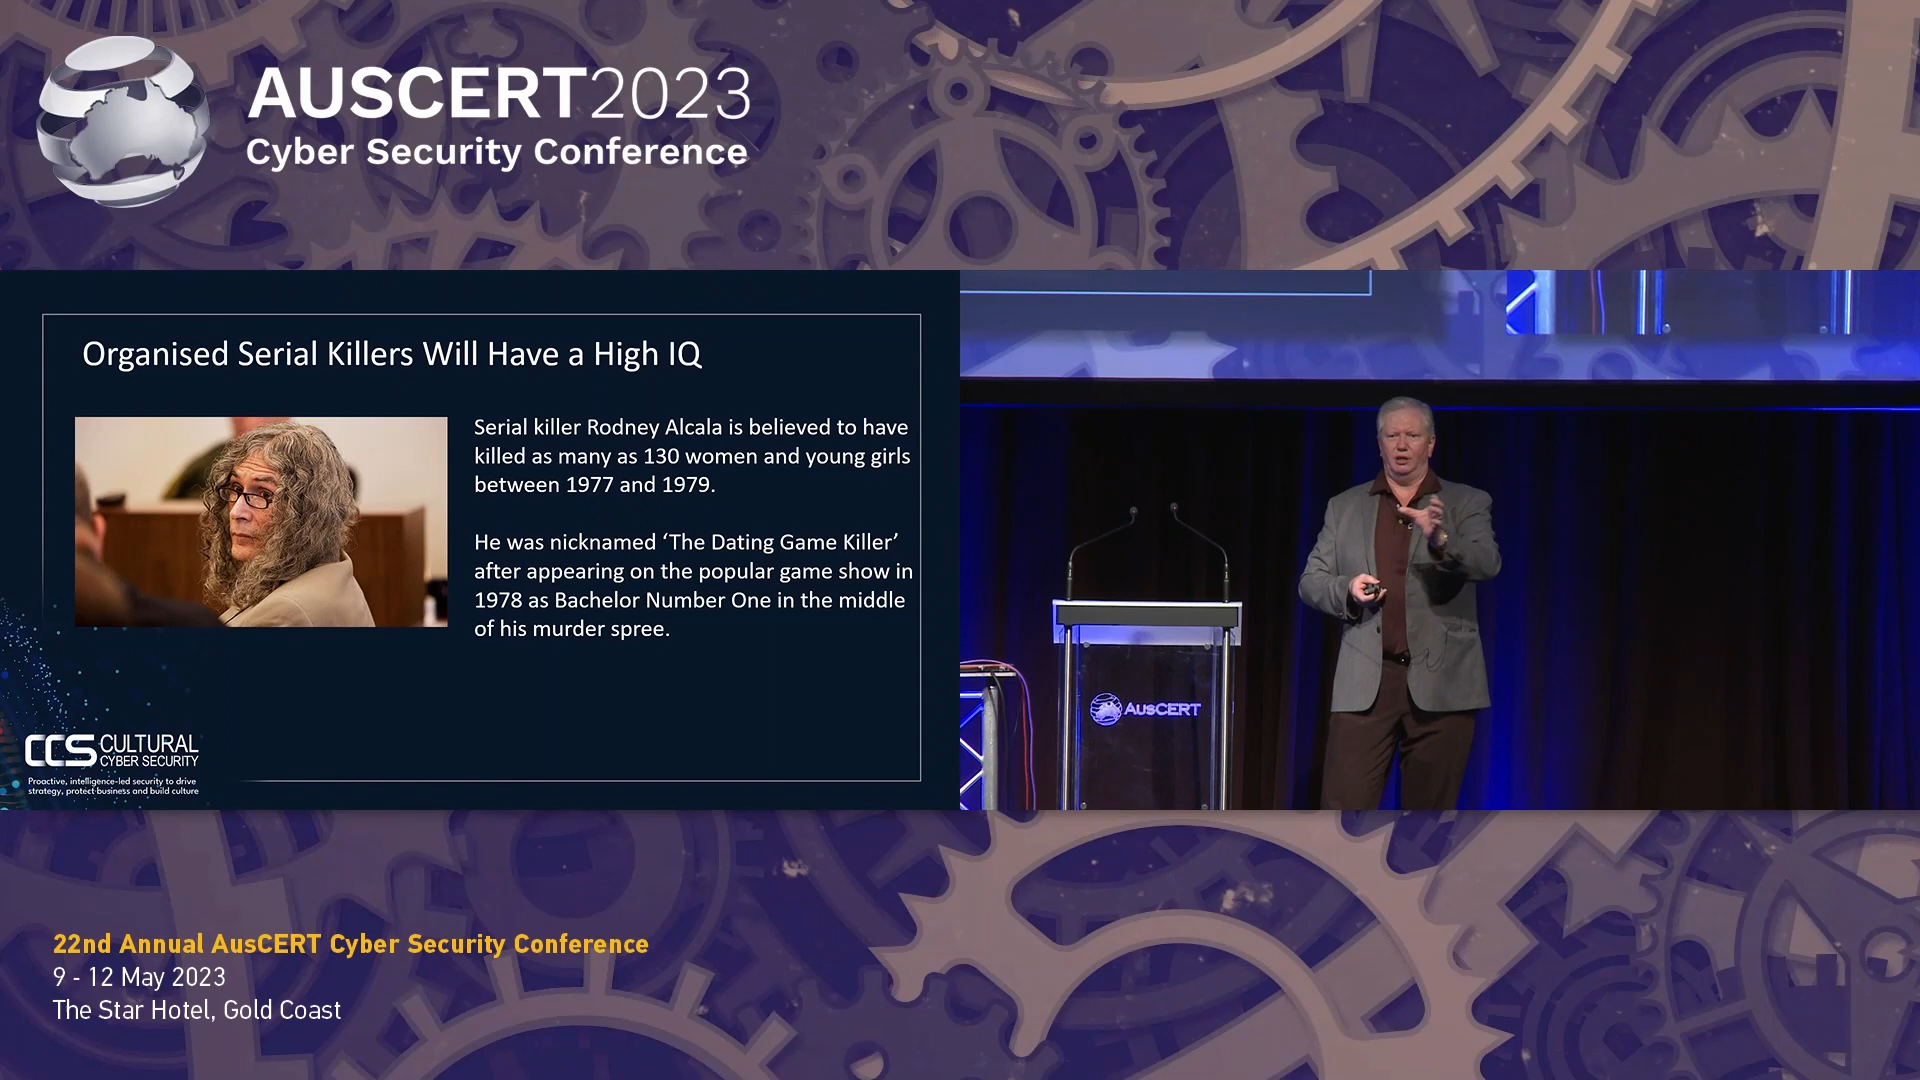 AUSCERT2023
Cyber Security Conference
Organised Serial Killers Will Have a High IQ
Serial killer Rodney Alcala is believed to have
killed as many as 130 women and young girls
between 1977 and 1979.
He was nicknamed ‘The Dating Game Killer’
after appearing on the popular game show in
1978 as Bachelor Number One in the middle
of his murder spree.
CCS CULTURAL
CYBER SECURITY
Proactive, intelligence-led security to drive
strategy, protect business and build culture
AusCERT
22nd Annual AusCERT Cyber Security Conference
9 - 12 May 2023
The Star Hotel, Gold Coast